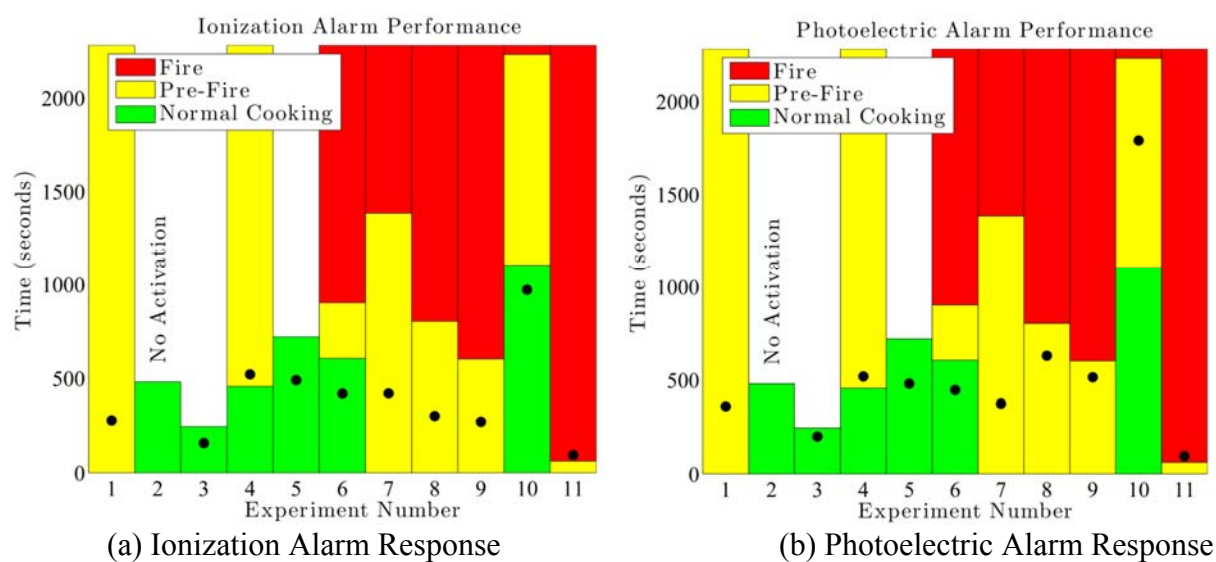 Ionization Alarm Performance
Fire
Pre-Fire
Normal Cooking
2000
1500
1000
500
0
Time (seconds)
No Activation
1 2 3 4 5 6 7 8 9 10 11
Experiment Number
(a) Ionization Alarm Response
Photoelectric Alarm Performance
Fire
Pre-Fire
Normal Cooking
2000
1500
1000
500
0
Time (seconds)
No Activation
1 2 3 4 5 6 7 8 9 10 11
Experiment Number
(b) Photoelectric Alarm Response